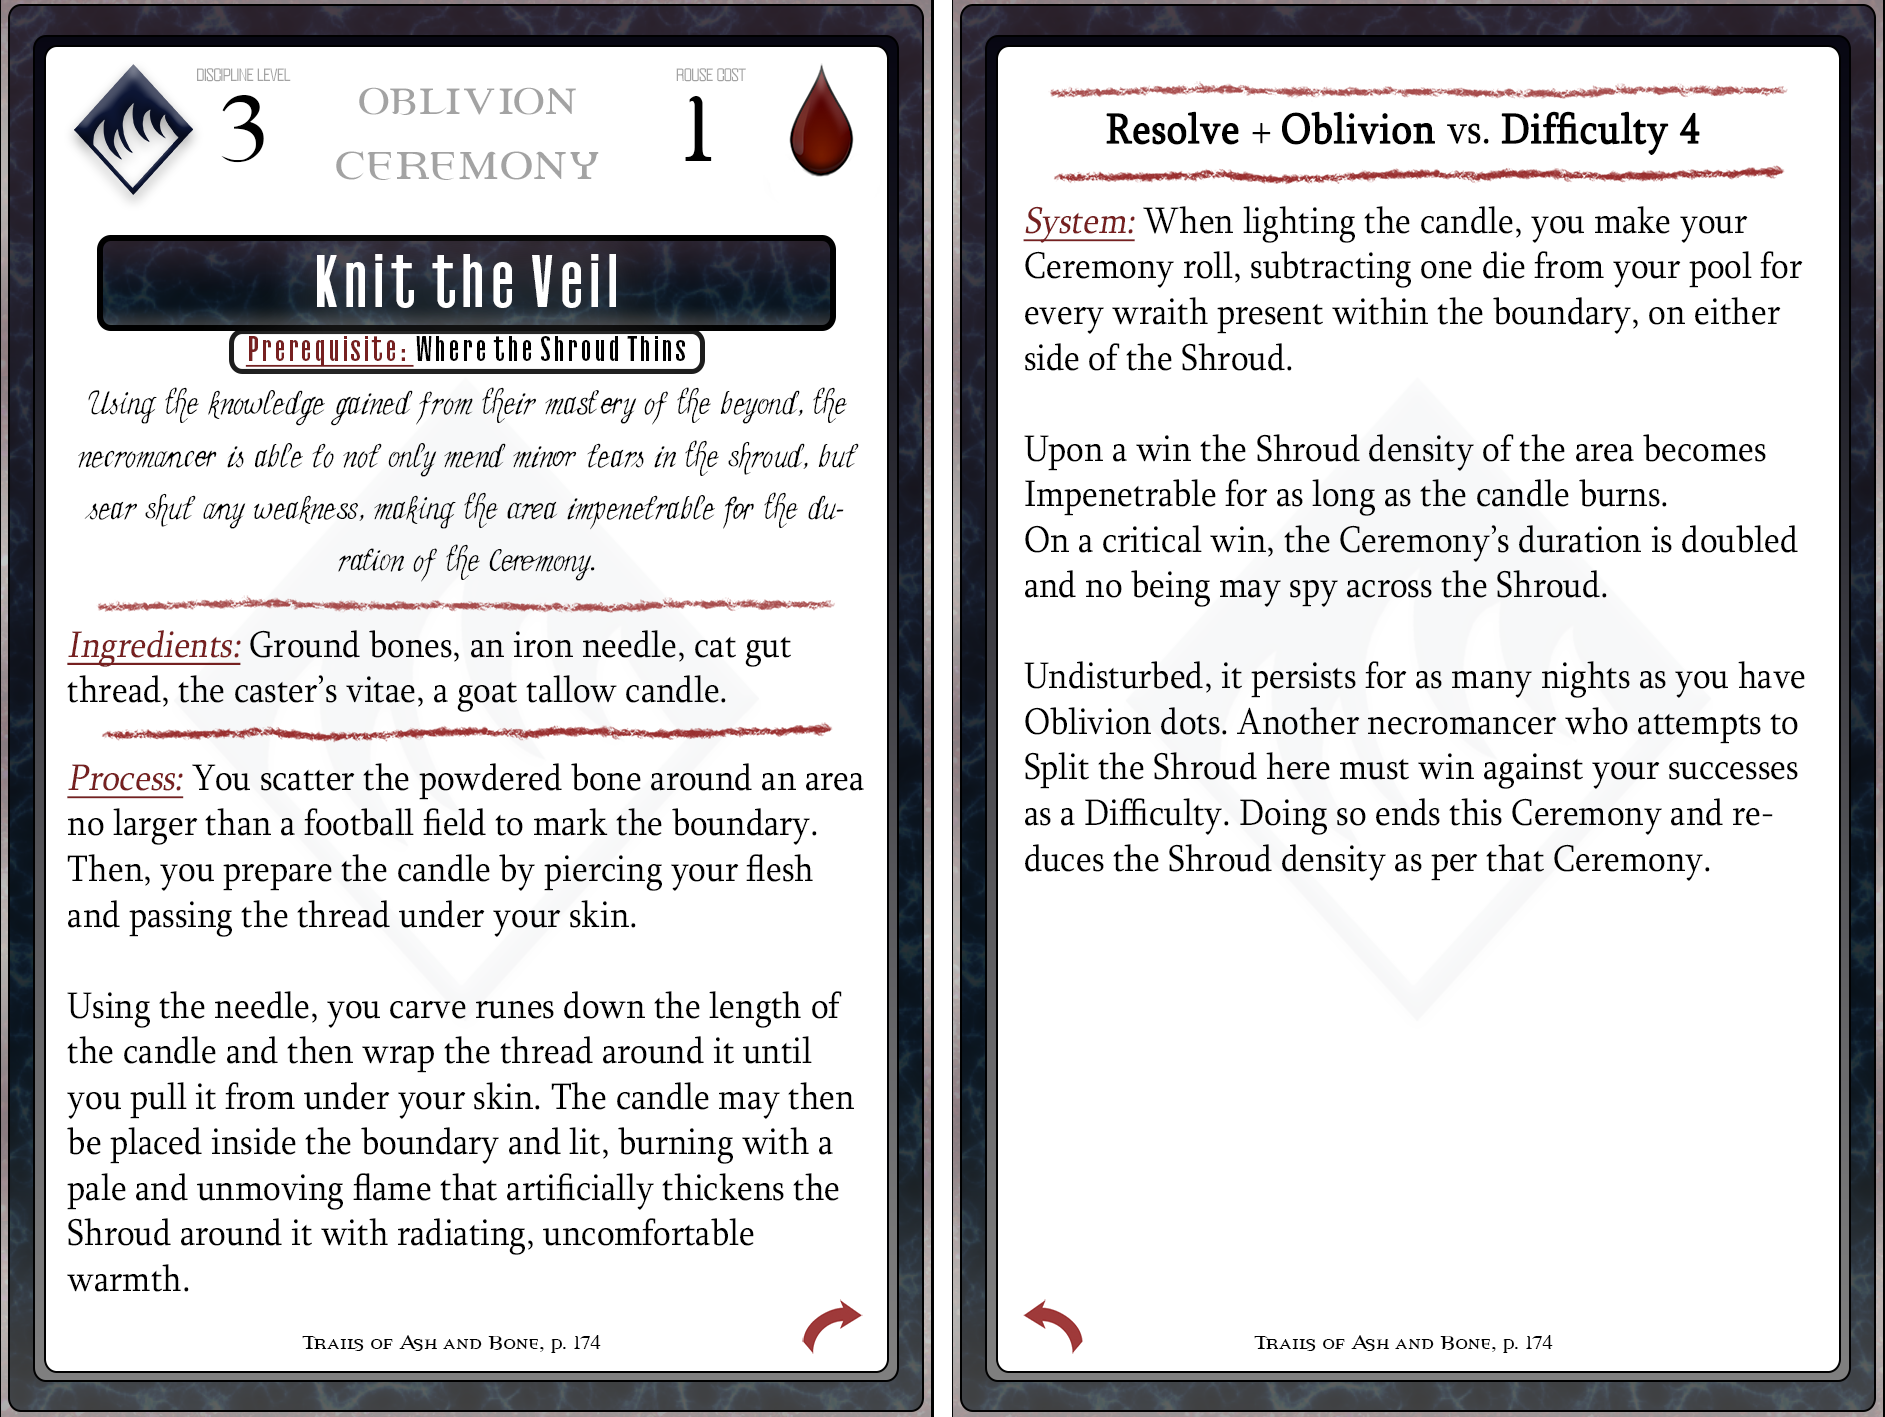 DISCIPLINE LEVEL
3
OBLIVION
CEREMONY
ROUSE COST
1
Knit the Veil
Prerequisite: Where the Shroud Thins
Using the knowledge gained from their mastery of the beyond, the
necromancer is able to not only mend minor tears in the shroud, but
sear shut any weakness, making the area impenetrable for the du-
ration of the Ceremony.
Ingredients: Ground bones, an iron needle, cat gut
thread, the caster's vitae, a goat tallow candle.
Process: You scatter the powdered bone around an area
no larger than a football field to mark the boundary.
Then, you prepare the candle by piercing your flesh
and passing the thread under your skin.
Using the needle, you carve runes down the length of
the candle and then wrap the thread around it until
you pull it from under your skin. The candle may then
be placed inside the boundary and lit, burning with a
pale and unmoving flame that artificially thickens the
Shroud around it with radiating, uncomfortable
warmth.
Trails of Ash and Bone, p. 174
Resolve + Oblivion vs. Difficulty 4
System: When lighting the candle, you make your
Ceremony roll, subtracting one die from your pool for
every wraith present within the boundary, on either
side of the Shroud.
Upon a win the Shroud density of the area becomes
Impenetrable for as long as the candle burns.
On a critical win, the Ceremony's duration is doubled
and no being may spy across the Shroud.
Undisturbed, it persists for as many nights as you have
Oblivion dots. Another necromancer who attempts to
Split the Shroud here must win against your successes
as a Difficulty. Doing so ends this Ceremony and re-
duces the Shroud density as per that Ceremony.
Trails of Ash and Bone, p. 174